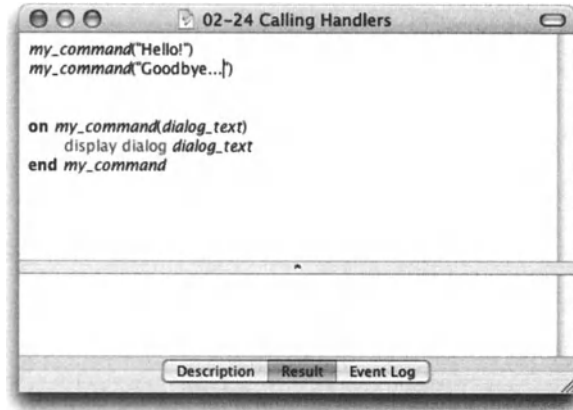 02-24 Calling Handlers
my_command("Hello!")
my_command("Goodbye...")
on my_command(dialog_text)
display dialog dialog_text
end my_command
Description Result Event Log